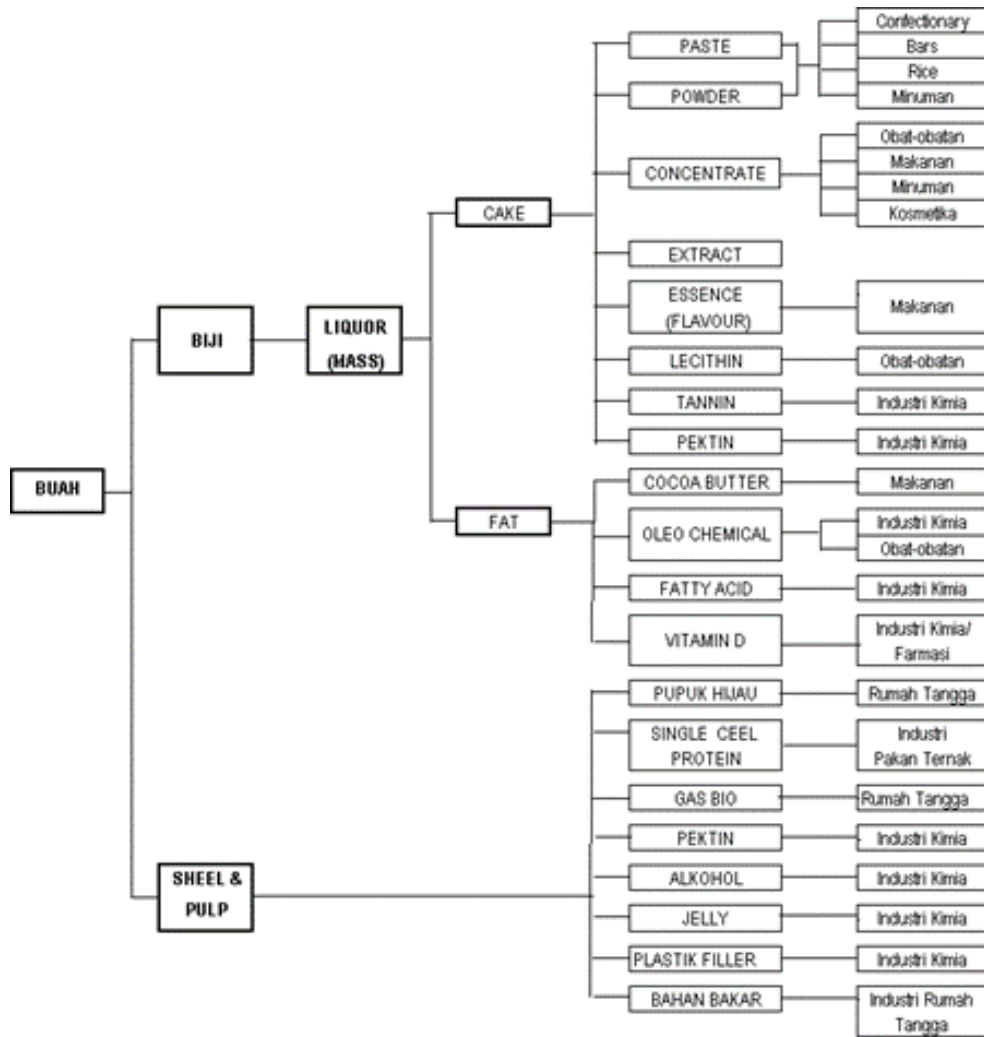 Confectionary
PASTE
Bars
Rice
POWDER
Minuman
Obat-obatan
CONCENTRATE
Makanan
Minuman
CAKE
Kosmetika
EXTRACT
ESSENCE
(FLAVOUR)
Makanan
BIJI
LIQUOR
(MASS)
LECITHIN
Obat-obatan
TANNIN
Industri Kimia
PEKTIN
Industri Kimia
BUAH
COCOA BUTTER
Makanan
FAT
OLEO CHEMICAL
Industri Kimia
Obat-obatan
FATTY ACID
Industri Kimia
VITAMIN D
Industri Kimia/
Farmasi
PUPUK HIJAU
Rumah Tangga
SINGLE CEEL
PROTEIN
Industri
Pakan Ternak
GAS BIO
Rumah Tangga
PEKTIN
Industri Kimia
SHEEL &
PULP
ALKOHOL
Industri Kimia
JELLY
Industri Kimia
PLASTIK FILLER
Industri Kimia
BAHAN BAKAR
Industri Rumah
Tangga